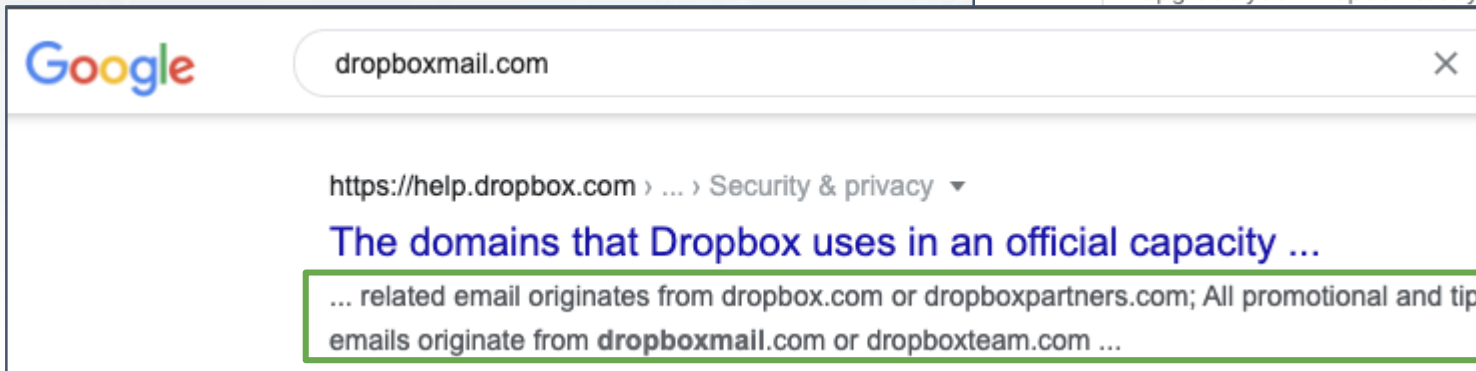 Google
dropboxmail.com
https://help.dropbox.com › ... › Security & privacy
The domains that Dropbox uses in an official capacity ...
... related email originates from dropbox.com or dropboxpartners.com; All promotional and tip
emails originate from dropboxmail.com or dropboxteam.com ...